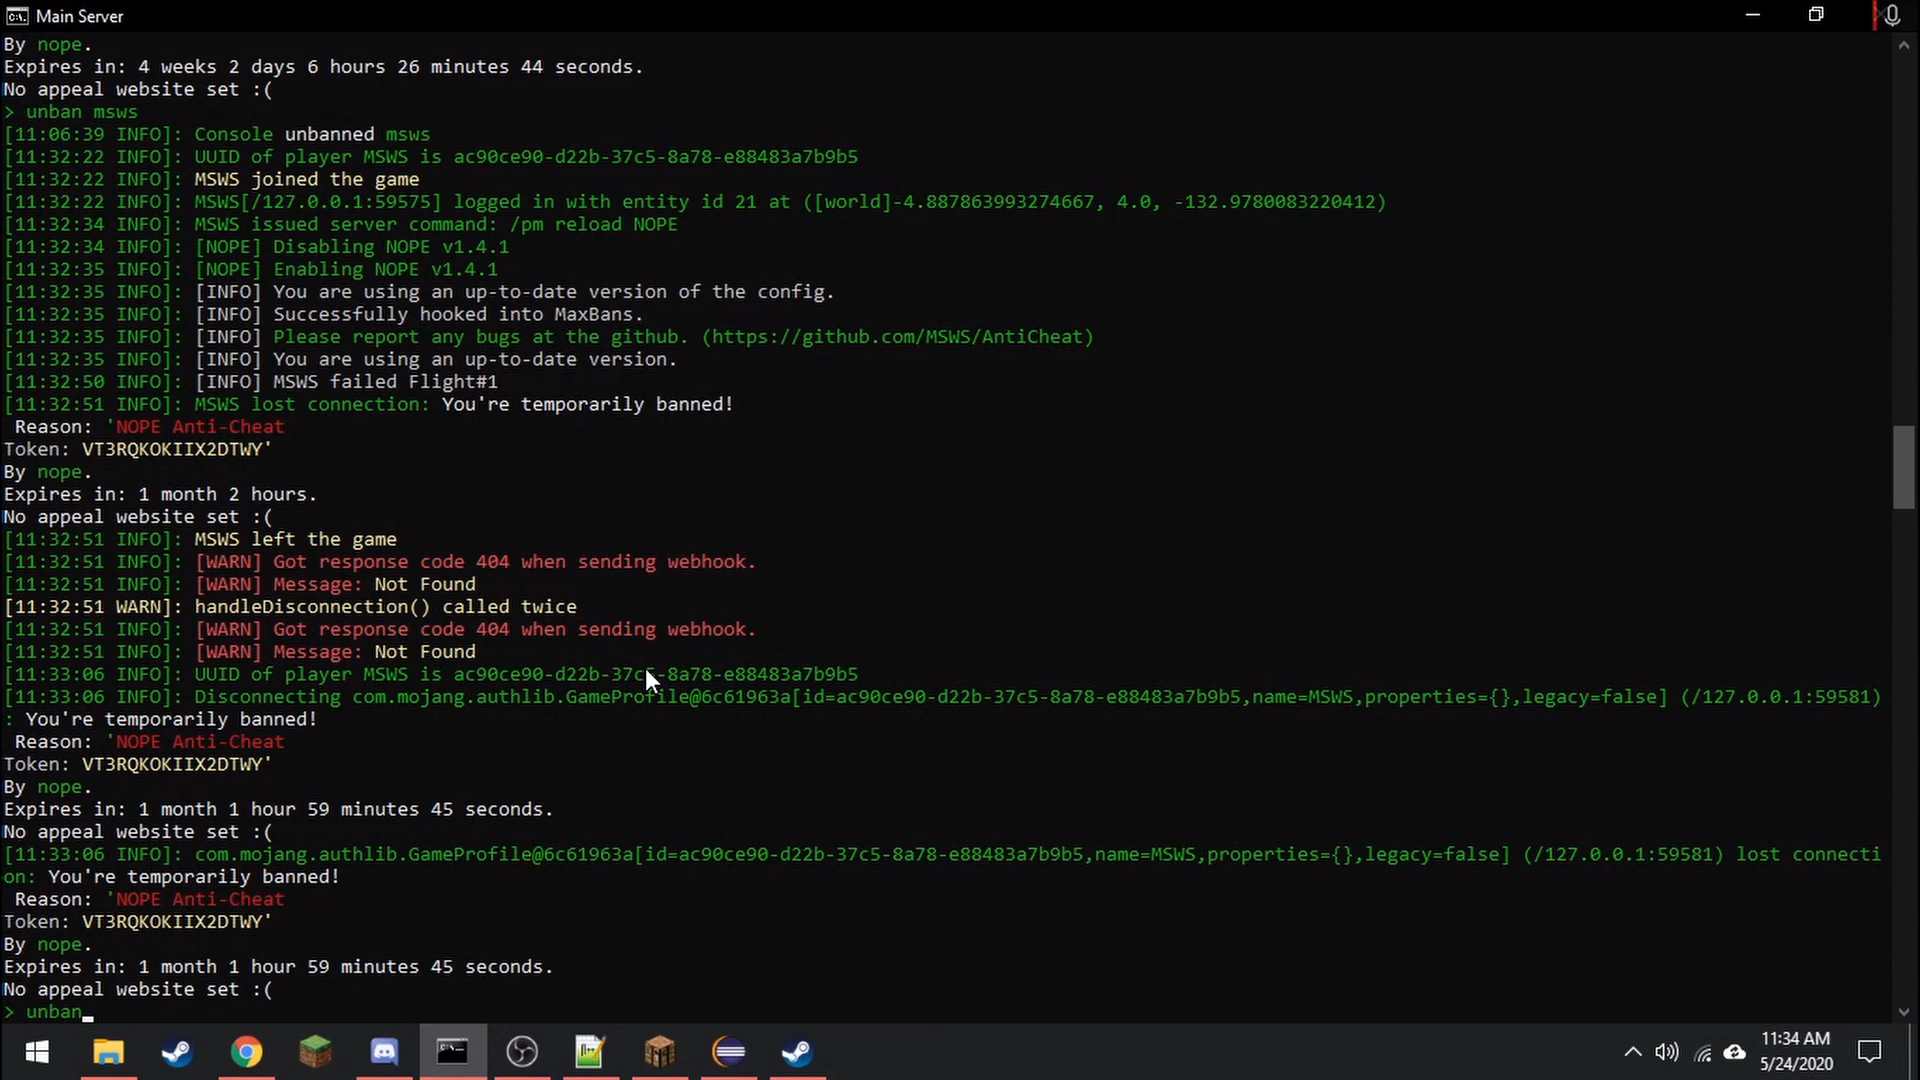 Main Server
By nope.
Expires in: 4 weeks 2 days 6 hours 26 minutes 44 seconds.
No appeal website set :(
> unban msws
[11:06:39 INFO]: Console unbanned msws
[11:32:22 INFO]: UUID of player MSWS is ac90ce90-d22b-37c5-8a78-e88483a7b9b5
[11:32:22 INFO]: MSWS joined the game
[11:32:22 INFO]: MSWS[/127.0.0.1:59575] logged in with entity id 21 at ([world]-4.887863993274667, 4.0, -132.9780083220412)
[11:32:34 INFO]: MSWS issued server command: /pm reload NOPE
[11:32:34 INFO]: [NOPE] Disabling NOPE v1.4.1
[11:32:35 INFO]: [NOPE] Enabling NOPE v1.4.1
[11:32:35 INFO]: [INFO] You are using an up-to-date version of the config.
[11:32:35 INFO]: [INFO] Successfully hooked into MaxBans.
[11:32:35 INFO]: [INFO] Please report any bugs at the github. (https://github.com/MSWS/AntiCheat)
[11:32:35 INFO]: [INFO] You are using an up-to-date version.
[11:32:50 INFO]: [INFO] MSWS failed Flight#1
[11:32:51 INFO]: MSWS lost connection: You're temporarily banned!
Reason: 'NOPE Anti-Cheat
Token: VT3RQKOKIIX2DTWY'
By nope.
Expires in: 1 month 2 hours.
No appeal website set :(
[11:32:51 INFO]: MSWS left the game
[11:32:51 INFO]: [WARN] Got response code 404 when sending webhook.
[11:32:51 INFO]: [WARN] Message: Not Found
[11:32:51 WARN]: handleDisconnection() called twice
[11:32:51 INFO]: [WARN] Got response code 404 when sending webhook.
[11:32:51 INFO]: [WARN] Message: Not Found
[11:33:06 INFO]: UUID of player MSWS is ac90ce90-d22b-37c5-8a78-e88483a7b9b5
[11:33:06 INFO]: Disconnecting com.mojang.authlib.GameProfile@6c61963a[id=ac90ce90-d22b-37c5-8a78-e88483a7b9b5,name=MSWS,properties={},legacy=false] (/127.0.0.1:59581)
: You're temporarily banned!
Reason: 'NOPE Anti-Cheat
Token: VT3RQKOKIIX2DTWY'
By nope.
Expires in: 1 month 1 hour 59 minutes 45 seconds.
No appeal website set :(
[11:33:06 INFO]: com.mojang.authlib.GameProfile@6c61963a[id=ac90ce90-d22b-37c5-8a78-e88483a7b9b5,name=MSWS,properties={},legacy=false] (/127.0.0.1:59581) lost connecti
on: You're temporarily banned!
Reason: 'NOPE Anti-Cheat
Token: VT3RQKOKIIX2DTWY'
By nope.
Expires in: 1 month 1 hour 59 minutes 45 seconds.
No appeal website set :(
> unban_
11:34 AM
5/24/2020